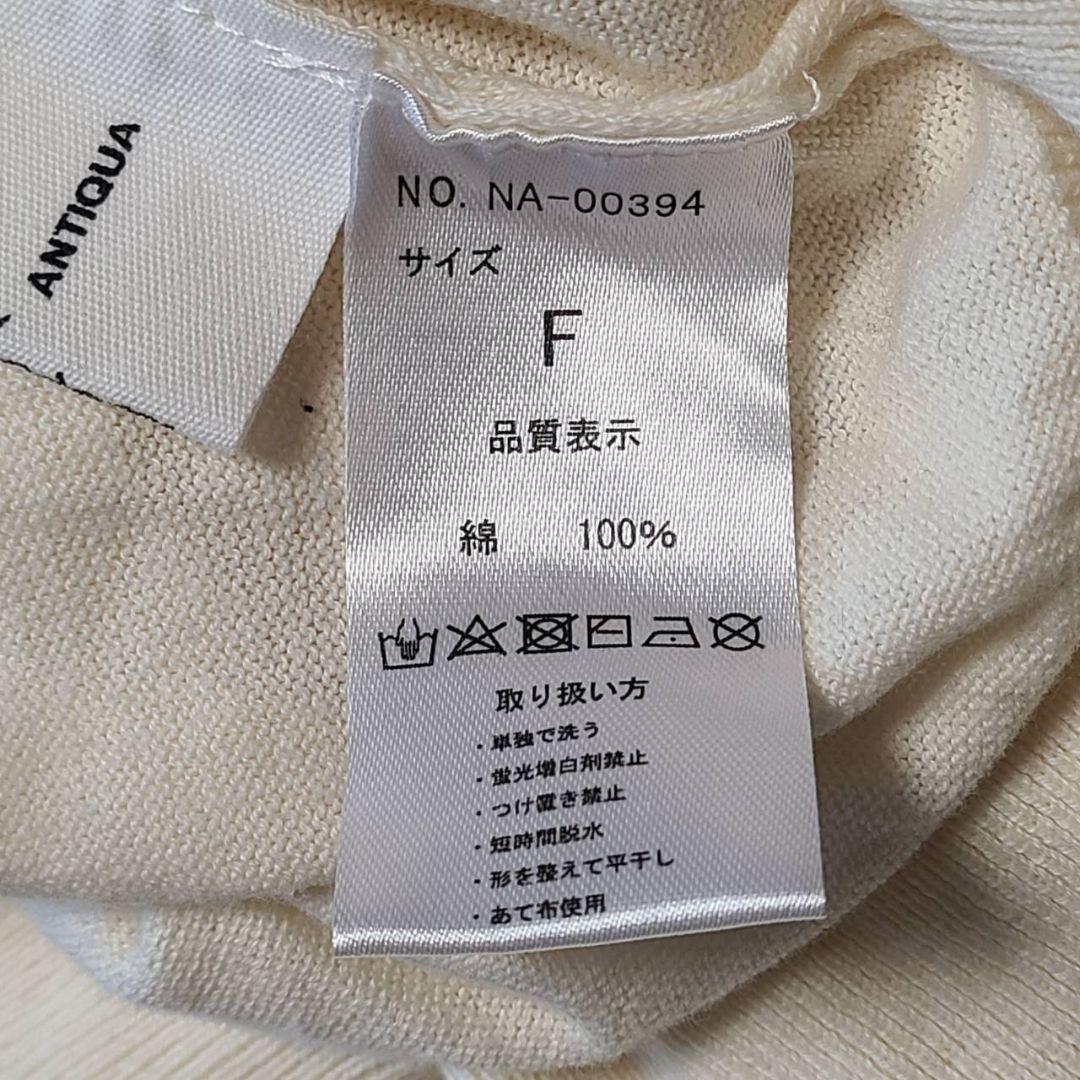 ANTIQUA
NO. NA-00394
サイズ
F
品質表示
綿 100%
取り扱い方
・単独で洗う
・蛍光増白剤禁止
・つけ置き禁止
・短時間脱水
・形を整えて平干し
・あて布使用